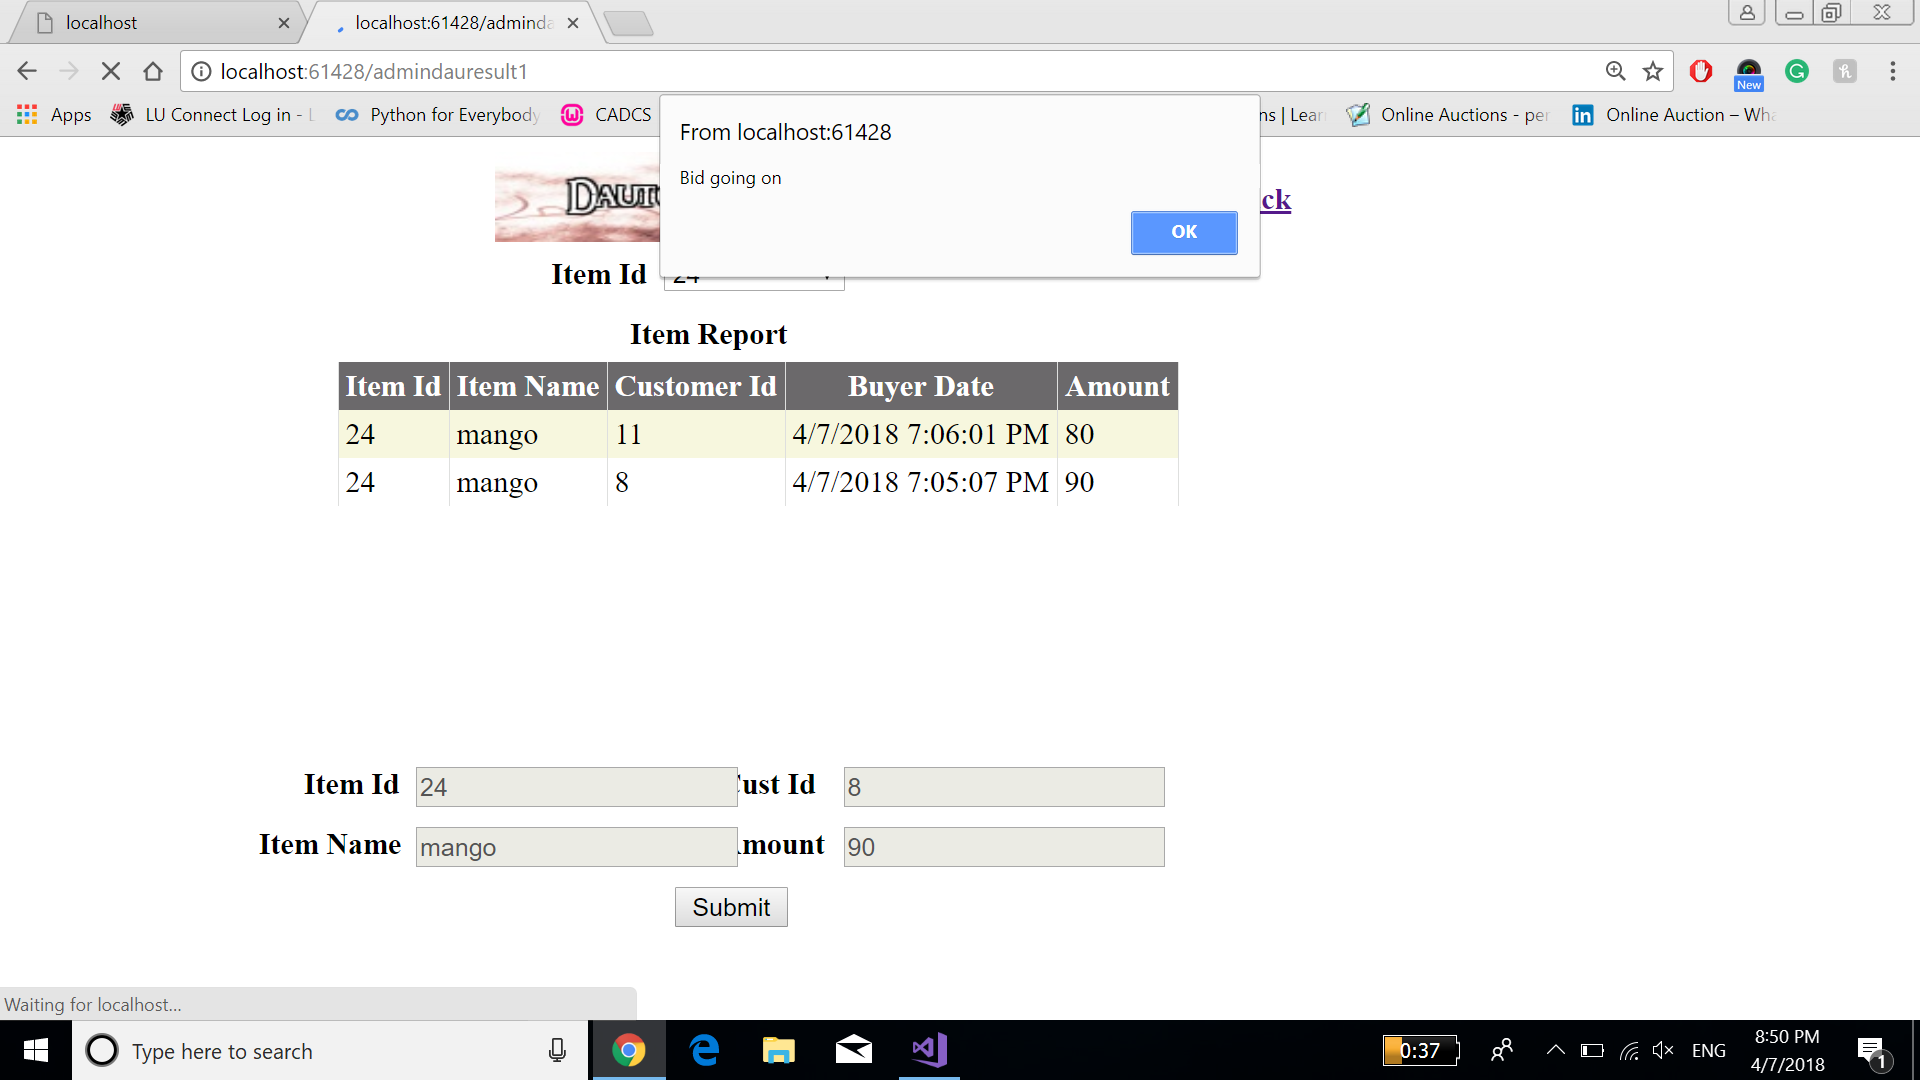 localhost
localhost:61428/adminda
localhost:61428/admindauresult1
New
Apps
LU Connect Log in -
Python for Everybody
CADCS
ns | Lear
Online Auctions - per
Online Auction – Wha
From localhost:61428
Bid going on
OK
DAUT
ck
Item Id 24
Item Report
Item Id Item Name Customer Id Buyer Date Amount
24 mango 11 4/7/2018 7:06:01 PM 80
24 mango 8 4/7/2018 7:05:07 PM 90
Item Id 24 ust Id 8
Item Name mango mount 90
Submit
Waiting for localhost...
Type here to search
0:37
ENG
8:50 PM
4/7/2018
1